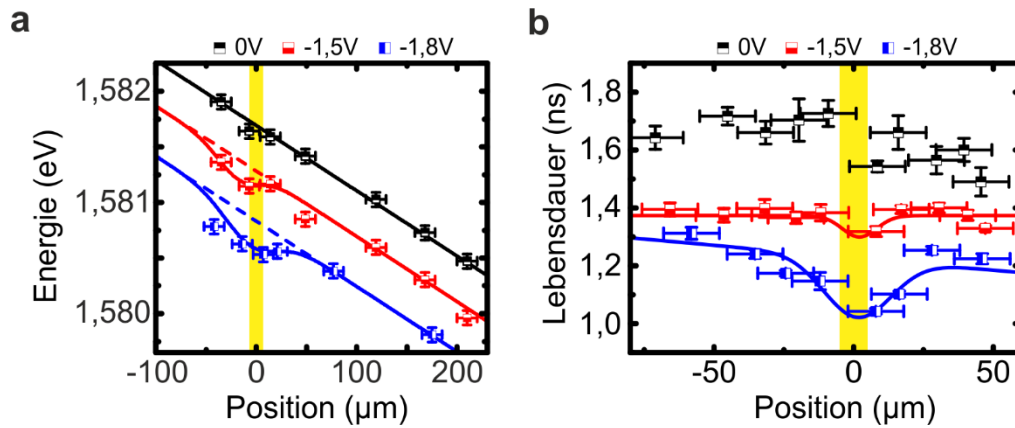 a
0V -1,5V -1,8V
1,582
1,581
1,580
Energie (eV)
-100 0 100 200
Position (µm)
b
0V -1,5V -1,8V
1,8
1,6
1,4
1,2
1,0
Lebensdauer (ns)
-50 0 50
Position (µm)